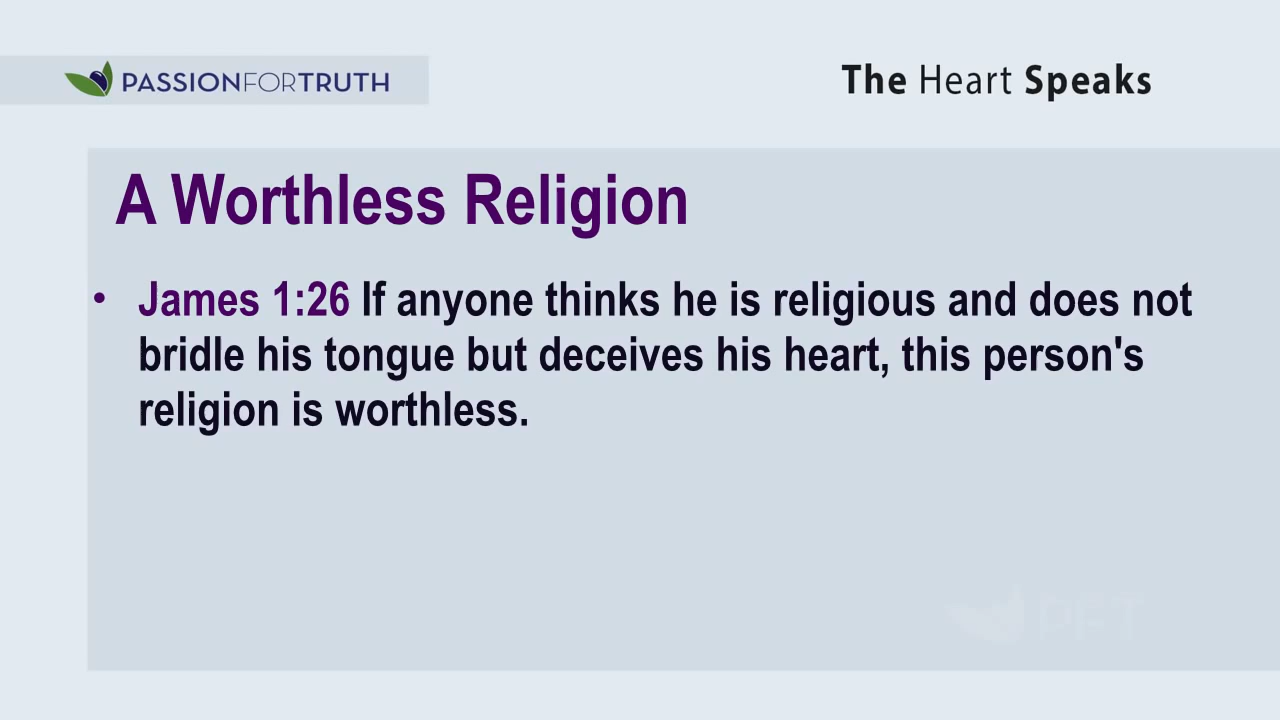 PASSIONFORTRUTH
The Heart Speaks
A Worthless Religion
• James 1:26 If anyone thinks he is religious and does not
bridle his tongue but deceives his heart, this person's
religion is worthless.
PFT